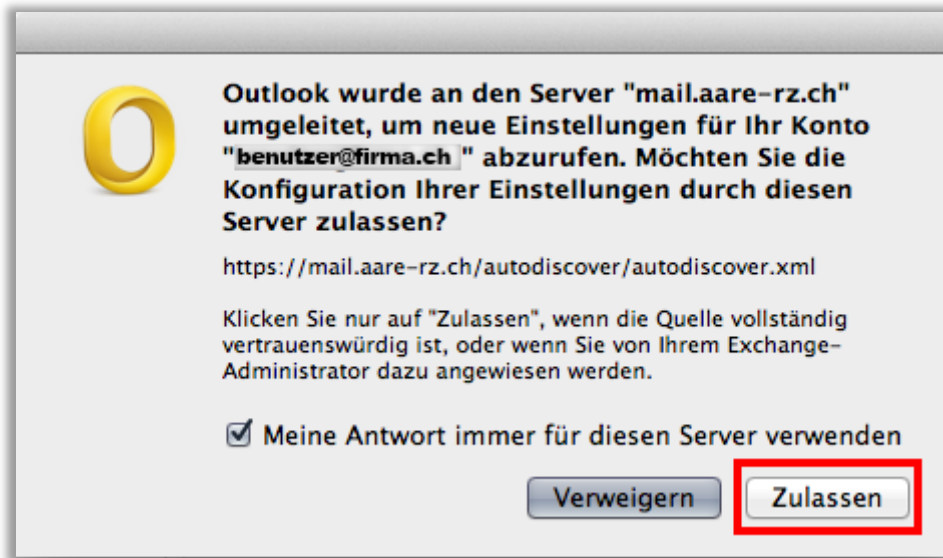 Outlook wurde an den Server "mail.aare-rz.ch"
umgeleitet, um neue Einstellungen für Ihr Konto
"benutzer@firma.ch" abzurufen. Möchten Sie die
Konfiguration Ihrer Einstellungen durch diesen
Server zulassen?
https://mail.aare-rz.ch/autodiscover/autodiscover.xml
Klicken Sie nur auf "Zulassen", wenn die Quelle vollständig
vertrauenswürdig ist, oder wenn Sie von Ihrem Exchange-
Administrator dazu angewiesen werden.
Meine Antwort immer für diesen Server verwenden
Verweigern Zulassen